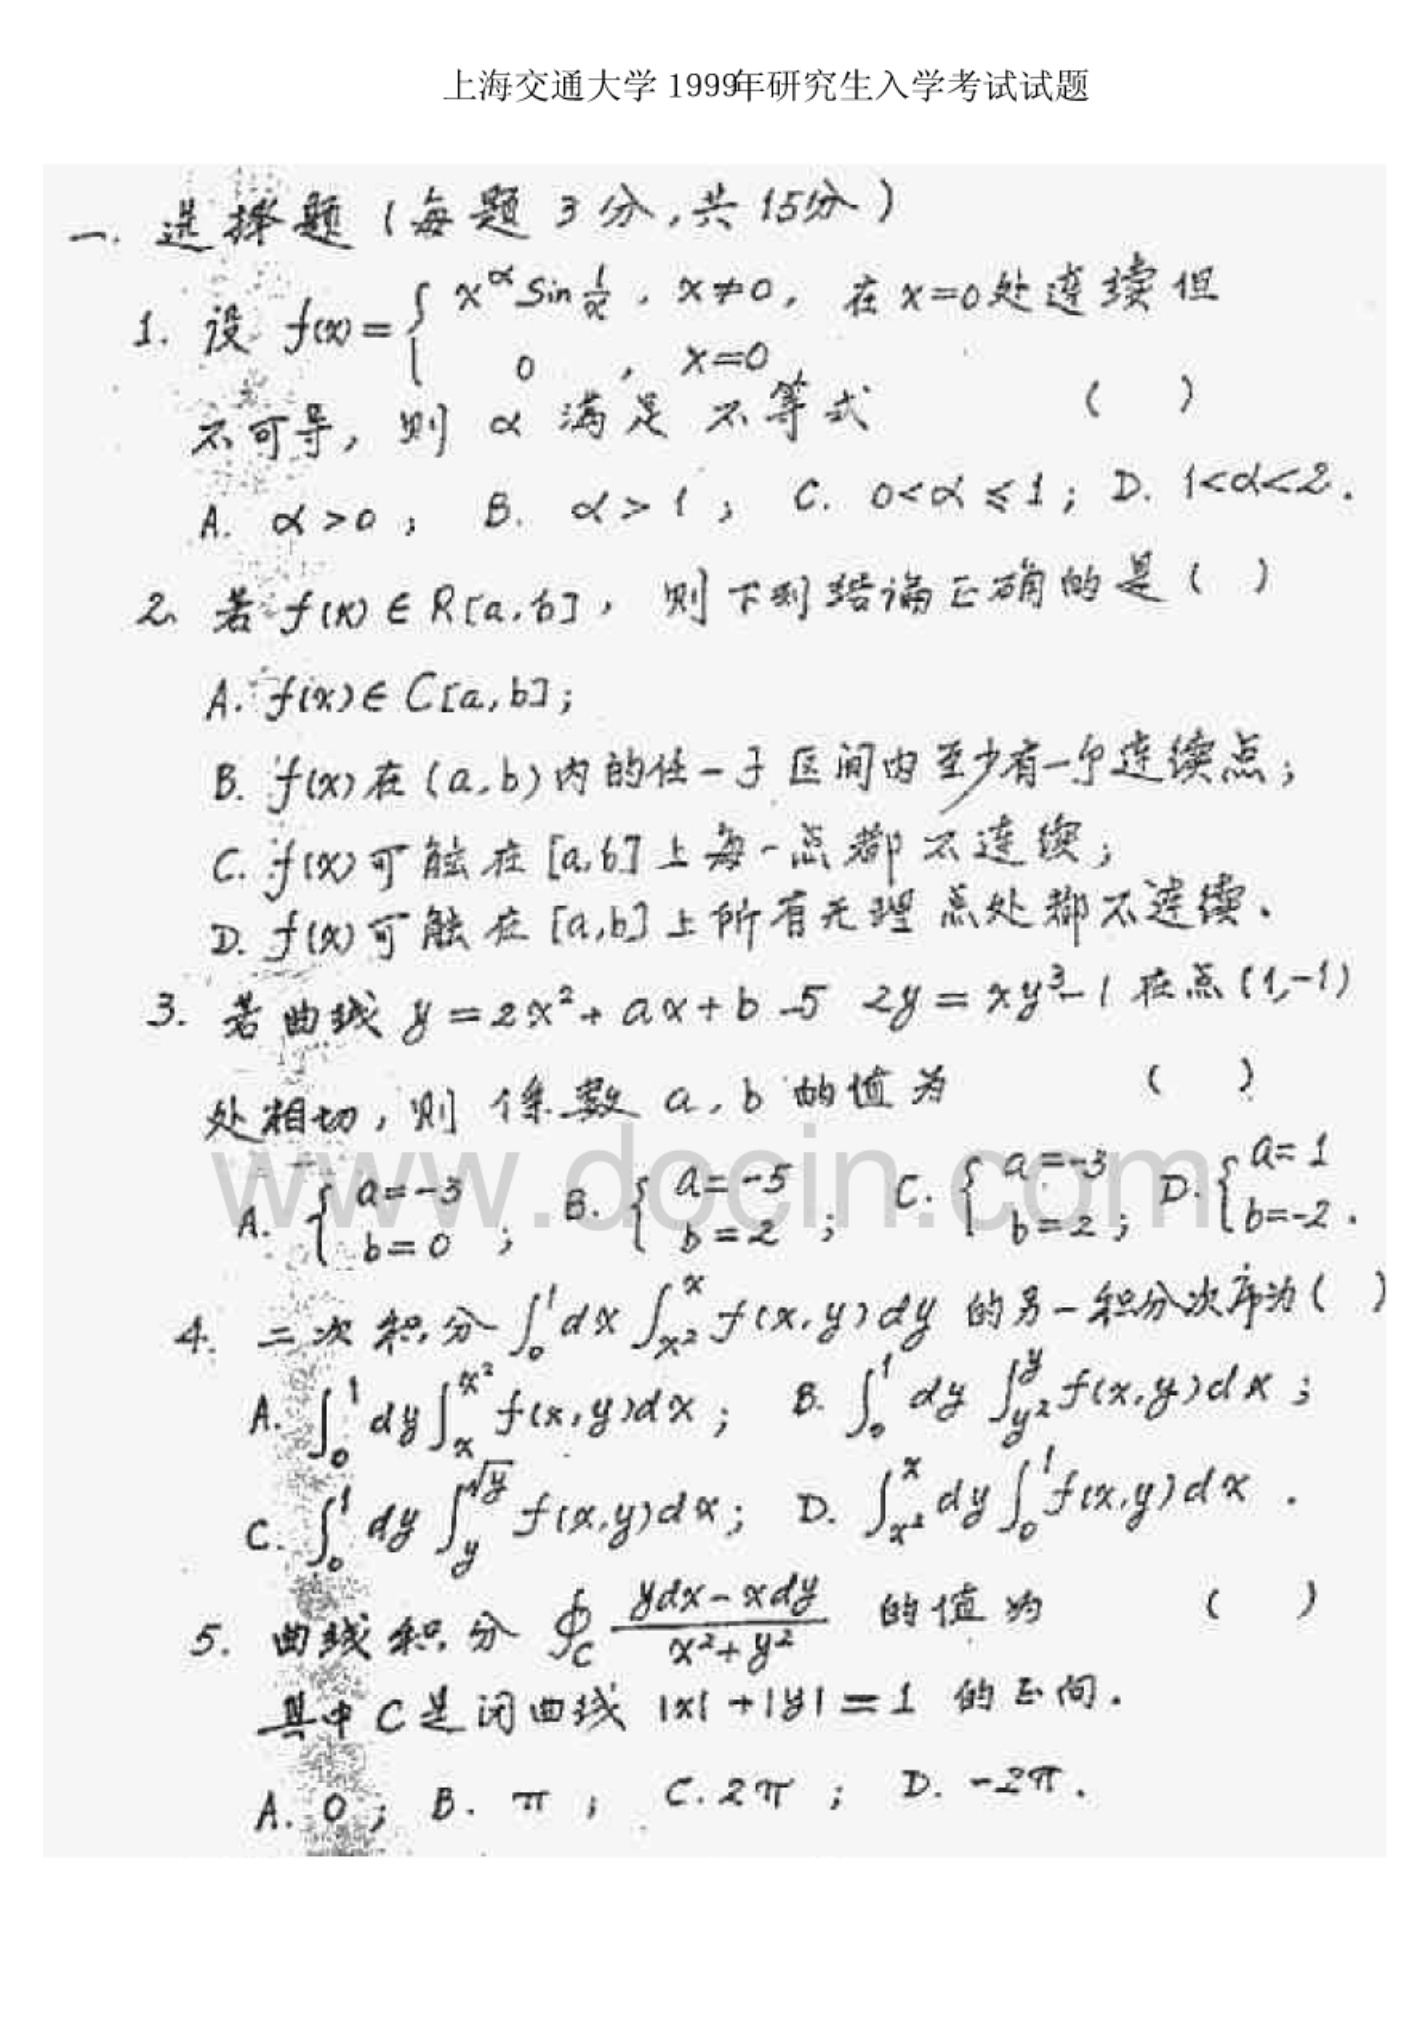 上海交通大学 1999年研究生入学考试试题
一. 选择题 (每题 3 分, 共 15分)
1. 设 f(x) = { x^α sin 1/x , x≠0, 在 x=0 处连续但
0 , x=0
不可导, 则 α 满足 不等式 ( )
A. α>0 ; B. α>1 ; C. 0<α≤1 ; D. 1<α<2 .
2. 若 f(x)∈R[a,b], 则下列结论正确的是 ( )
A. f(x)∈C[a,b];
B. f(x) 在 (a,b) 内的任一子区间内至少有一个连续点;
C. f(x) 可能在 [a,b] 上每一点都不连续;
D. f(x) 可能在 [a,b] 上所有无理点处都不连续.
3. 若曲线 y=2x²+ax+b 与 2y=xy³-1 在点 (1,-1)
处相切, 则 係数 a, b 的值为 ( )
A. { a=-3 b=0 ; B. { a=-5 b=2 ; C. { a=-3 b=2 ; D. { a=1 b=-2 .
www.docin.com
4. 二次积分 ∫₀¹dx∫_{x²}^{x} f(x,y)dy 的另一积分次序为 ( )
A. ∫₀¹dy∫_{x}^{x²} f(x,y)dx ; B. ∫₀¹dy∫_{y²}^{y} f(x,y)dx ;
C. ∫₀¹dy∫_{y}^{√y} f(x,y)dx ; D. ∫_{x²}^{x}dy∫₀¹ f(x,y)dx .
5. 曲线积分 ∮_C (ydx-xdy)/(x²+y²) 的值为 ( )
其中 C 是闭曲线 |x|+|y|=1 的正向.
A. 0 ; B. π ; C. 2π ; D. -2π .